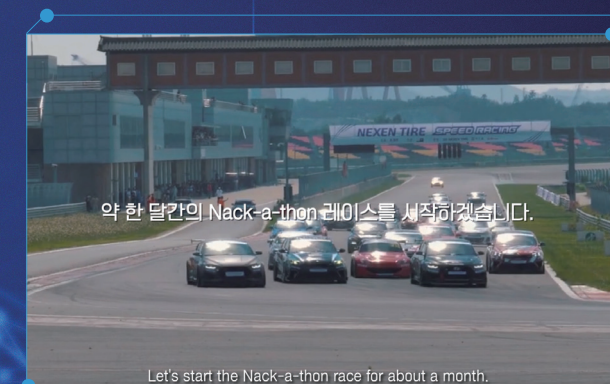 NEXEN TIRE SPEED RACING
약 한 달간의 Nack-a-thon 레이스를 시작하겠습니다.
Let's start the Nack-a-thon race for about a month.